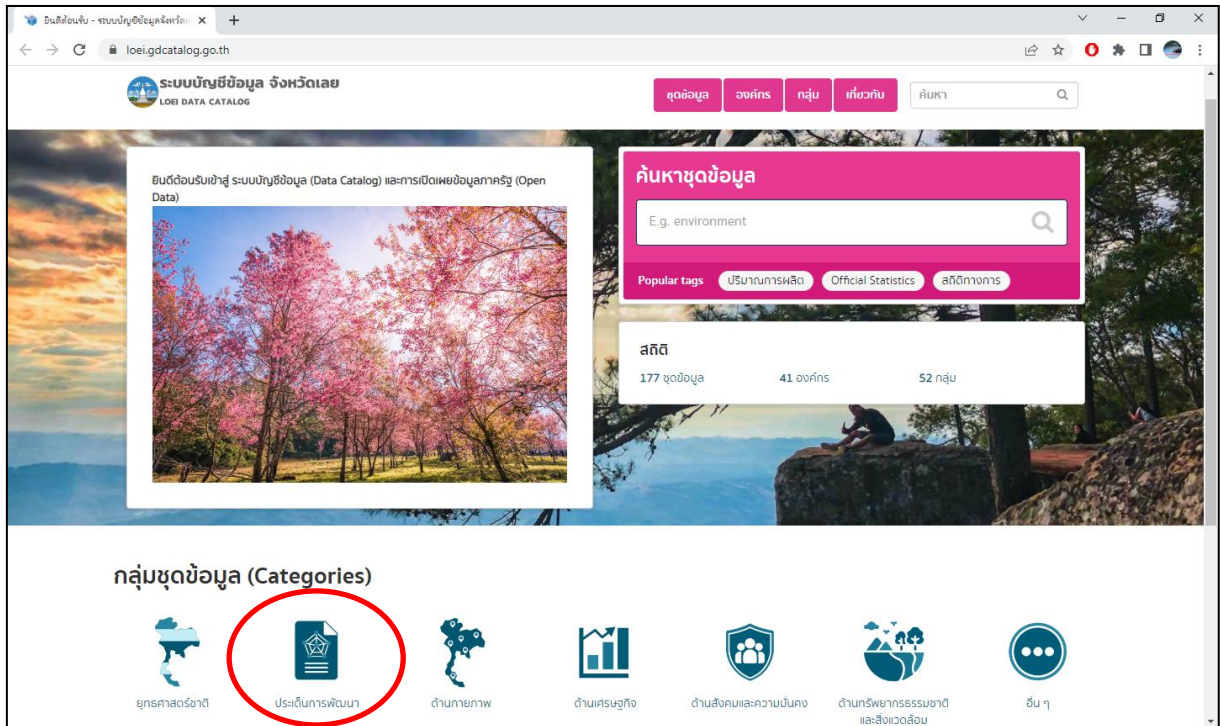 ยินดีต้อนรับ - ระบบบัญชีข้อมูลจังหวัดเล
loei.gdcatalog.go.th
ระบบบัญชีข้อมูล จังหวัดเลย
LOEI DATA CATALOG
ชุดข้อมูล องค์กร กลุ่ม เกี่ยวกับ ค้นหา
ยินดีต้อนรับเข้าสู่ ระบบบัญชีข้อมูล (Data Catalog) และการเปิดเผยข้อมูลภาครัฐ (Open
Data)
ค้นหาชุดข้อมูล
E.g. environment
Popular tags ปริมาณการผลิต Official Statistics สถิติทางการ
สถิติ
177 ชุดข้อมูล 41 องค์กร 52 กลุ่ม
กลุ่มชุดข้อมูล (Categories)
ยุทธศาสตร์ชาติ ประเด็นการพัฒนา ด้านกายภาพ ด้านเศรษฐกิจ ด้านสังคมและความมั่นคง ด้านทรัพยากรธรรมชาติ อื่น ๆ
และสิ่งแวดล้อม